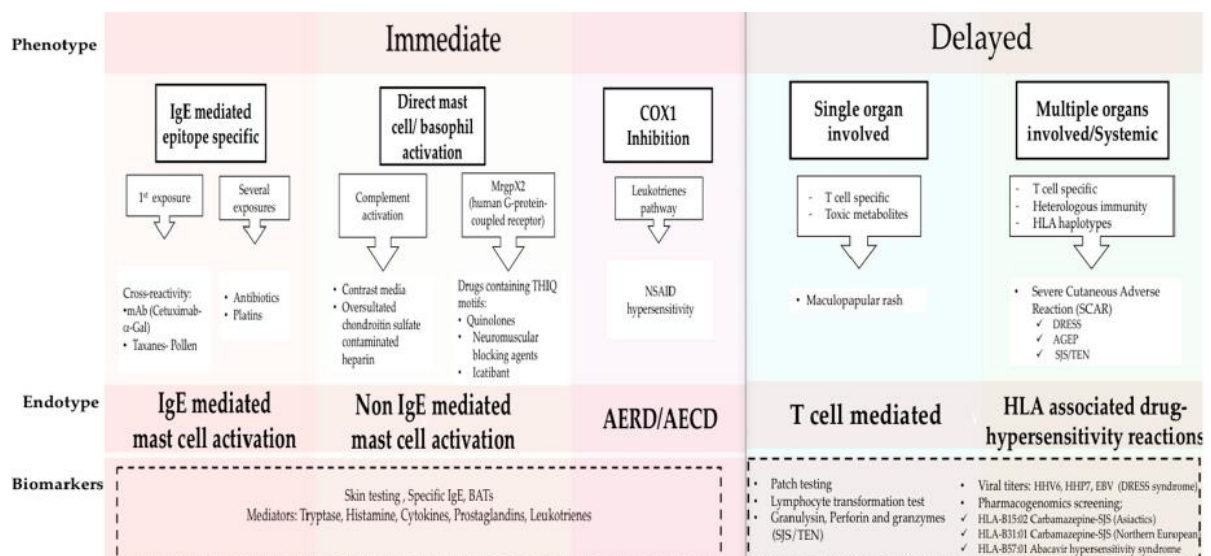 Phenotype
Immediate
Delayed
IgE mediated
epitope specific
Direct mast
cell/ basophil
activation
COX1
Inhibition
Single organ
involved
Multiple organs
involved/Systemic
1st exposure
Several
exposures
Complement
activation
MrgpX2
(human G-protein-
coupled receptor)
Leukotrienes
pathway
- T cell specific
- Toxic metabolites
- T cell specific
- Heterologous immunity
- HLA haplotypes
Cross-reactivity:
•mAb (Cetuximab-
α-Gal)
• Taxanes- Pollen
• Antibiotics
• Platins
• Contrast media
• Oversultated
chondroitin sulfate
contaminated
heparin
Drugs containing THIQ
motifs:
• Quinolones
• Neuromuscular
blocking agents
• Icatibant
NSAID
hypersensitivity
• Maculopapular rash
• Severe Cutaneous Adverse
Reaction (SCAR)
✓ DRESS
✓ AGEP
✓ SJS/TEN
Endotype
IgE mediated
mast cell activation
Non IgE mediated
mast cell activation
AERD/AECD
T cell mediated
HLA associated drug-
hypersensitivity reactions
Biomarkers
Skin testing , Specific IgE, BATs
Mediators: Tryptase, Histamine, Cytokines, Prostaglandins, Leukotrienes
• Patch testing
• Lymphocyte transformation test
• Granulysin, Perforin and granzymes
(SJS/TEN)
• Viral titers: HHV6, HHP7, EBV (DRESS syndrome)
• Pharmacogenomics screening:
✓ HLA-B15:02 Carbamazepine-SJS (Asiactics)
✓ HLA-B31:01 Carbamazepine-SJS (Northern European)
✓ HLA-B57:01 Abacavir hypersensitivity syndrome